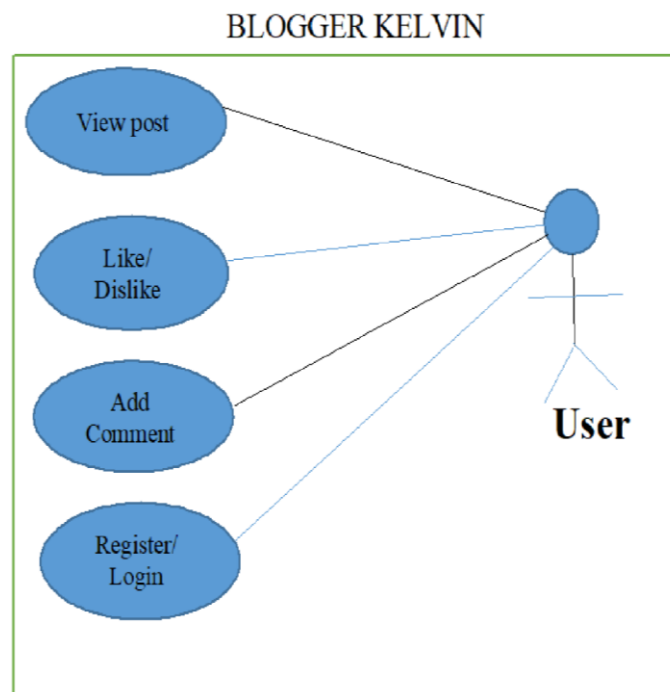 BLOGGER KELVIN
View post
Like/
Dislike
Add
Comment
Register/
Login
User